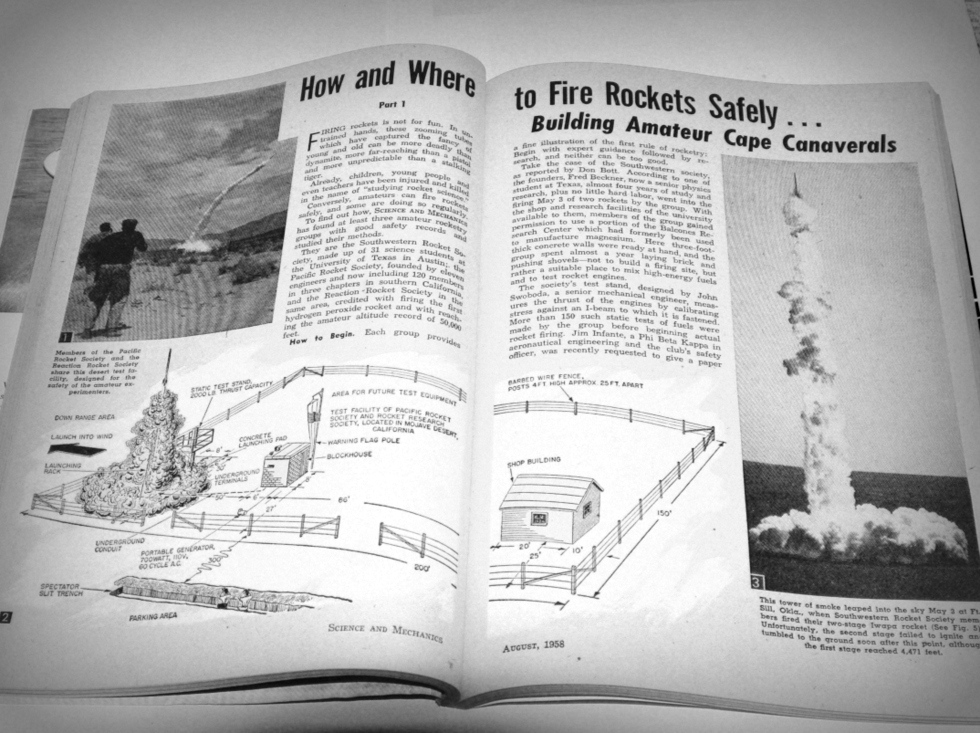 How and Where
Part 1
FIRING rockets is not for fun. In un-
trained hands, these zooming tubes
which have captured the fancy of
young and old can be more deadly than
dynamite, more far-reaching than a pistol
and more unpredictable than a stalking
tiger.
Already, children, young people and
even teachers have been injured and killed
in the name of "studying rocket science."
Conversely, amateurs can fire rockets
safely, and some are doing so regularly.
To find out how, SCIENCE AND MECHANICS
has found at least three amateur rocketry
groups with good safety records and
studied their methods.
They are the Southwestern Rocket So-
ciety, made up of 31 science students at
the University of Texas in Austin; the
Pacific Rocket Society, founded by eleven
engineers and now including 120 members
in three chapters in southern California,
and the Reaction Rocket Society in the
same area, credited with firing the first
hydrogen peroxide rocket and with reach-
ing the amateur altitude record of 50,000
feet.
How to Begin. Each group provides
1
Members of the Pacific
Rocket Society and the
Reaction Rocket Society
share this desert test fa-
cility, designed for the
safety of the amateur ex-
perimenters.
STATIC TEST STAND,
2000 LB. THRUST CAPACITY
AREA FOR FUTURE TEST EQUIPMENT
TEST FACILITY OF PACIFIC ROCKET
SOCIETY AND ROCKET RESEARCH
SOCIETY, LOCATED IN MOJAVE DESERT,
CALIFORNIA
DOWN RANGE AREA
LAUNCH INTO WIND
CONCRETE
LAUNCHING PAD
WARNING FLAG POLE
BLOCKHOUSE
LAUNCHING
RACK
UNDERGROUND
TERMINALS
6'
50'
6'
27'
86'
200'
UNDERGROUND
CONDUIT
PORTABLE GENERATOR,
700WATT, 110V,
60 CYCLE A.C.
SPECTATOR
SLIT TRENCH
PARKING AREA
2
SCIENCE AND MECHANICS
to Fire Rockets Safely . . .
Building Amateur Cape Canaverals
a fine illustration of the first rule of rocketry:
Begin with expert guidance followed by re-
search, and neither can be too good.
Take the case of the Southwestern society,
as reported by Don Bett. According to one of
the founders, Fred Beckner, now a senior physics
student at Texas, almost four years of study and
research, plus no little hard labor, went into the
firing May 3 of two rockets by the group. With
the shop and research facilities of the university
available to them, members of the group gained
permission to use a portion of the Balcones Re-
search Center which had formerly been used
to manufacture magnesium. Here three-foot-
thick concrete walls were ready at hand, and the
group spent almost a year laying brick and
pushing shovels—not to build a firing site, but
rather a suitable place to mix high-energy fuels
and to test rocket engines.
The society's test stand, designed by John
Swoboda, a senior mechanical engineer, meas-
ures the thrust of the engines by calibrating
stress against an I-beam to which it is fastened.
More than 150 such static tests of fuels were
made by the group before beginning actual
rocket firing. Jim Infante, a Phi Beta Kappa in
aeronautical engineering and the club's safety
officer, was recently requested to give a paper
BARBED WIRE FENCE,
POSTS 4 FT. HIGH APPROX. 25 FT. APART
SHOP BUILDING
20'
10'
25'
150'
AUGUST, 1958
3
This tower of smoke leaped into the sky May 3 at Ft.
Sill, Okla., when Southwestern Rocket Society mem-
bers fired their two-stage Iwapa rocket (See Fig. 5).
Unfortunately, the second stage failed to ignite and
tumbled to the ground soon after this point, although
the first stage reached 4,471 feet.